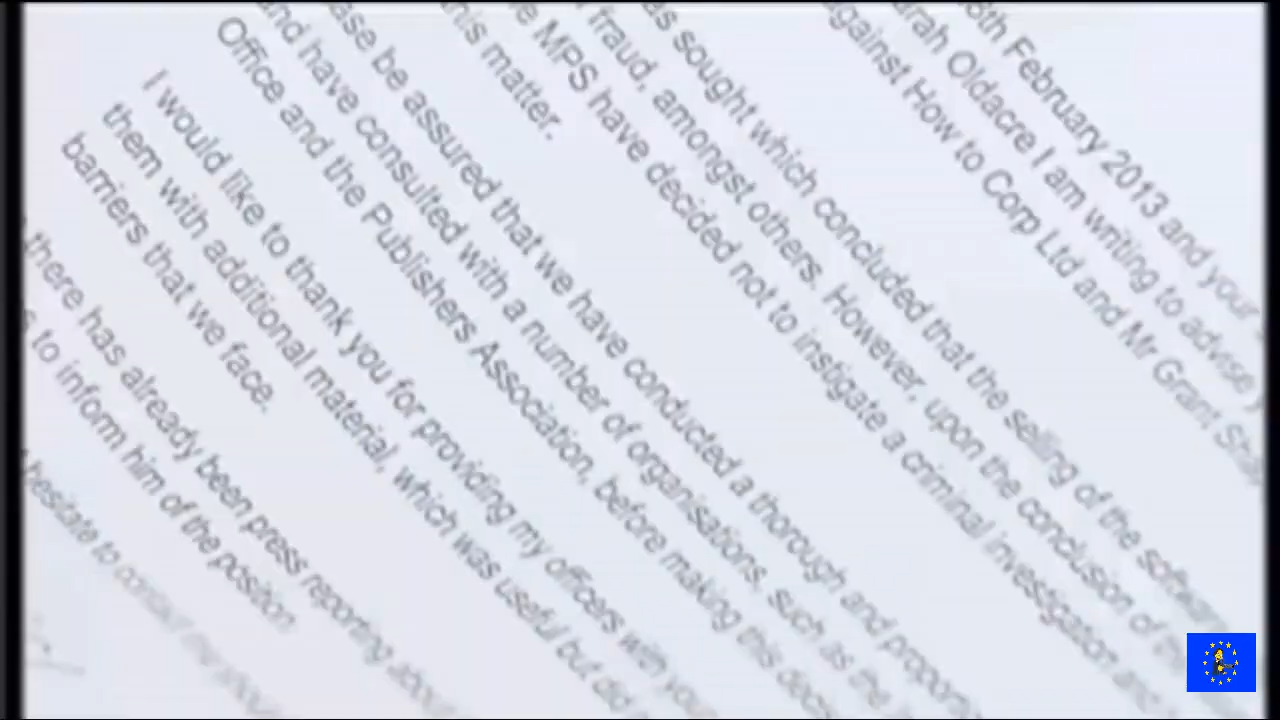 8th February 2013 and your
Sarah Oldacre I am writing to advise
against How to Corp Ltd and Mr Grant
as sought which concluded that the selling of the software
fraud, amongst others. However, upon the conclusion of
MPS have decided not to instigate a criminal investigation and
this matter.
be assured that we have conducted a thorough and
and have consulted with a number of organisations, such as the
Office and the Publishers Association, before making this
I would like to thank you for providing my officers with your
them with additional material, which was useful but did
barriers that we face.
there has already been press reporting about
to inform him of the position
hesitate to contact my